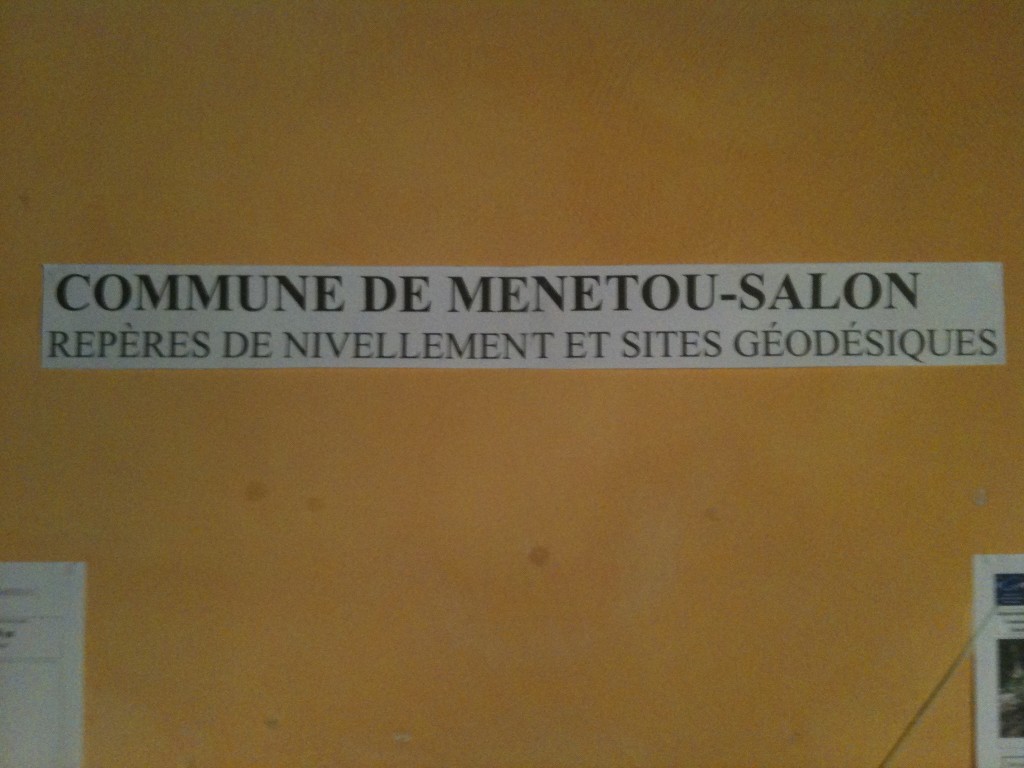 COMMUNE DE MENETOU-SALON
REPÈRES DE NIVELLEMENT ET SITES GÉODÉSIQUES